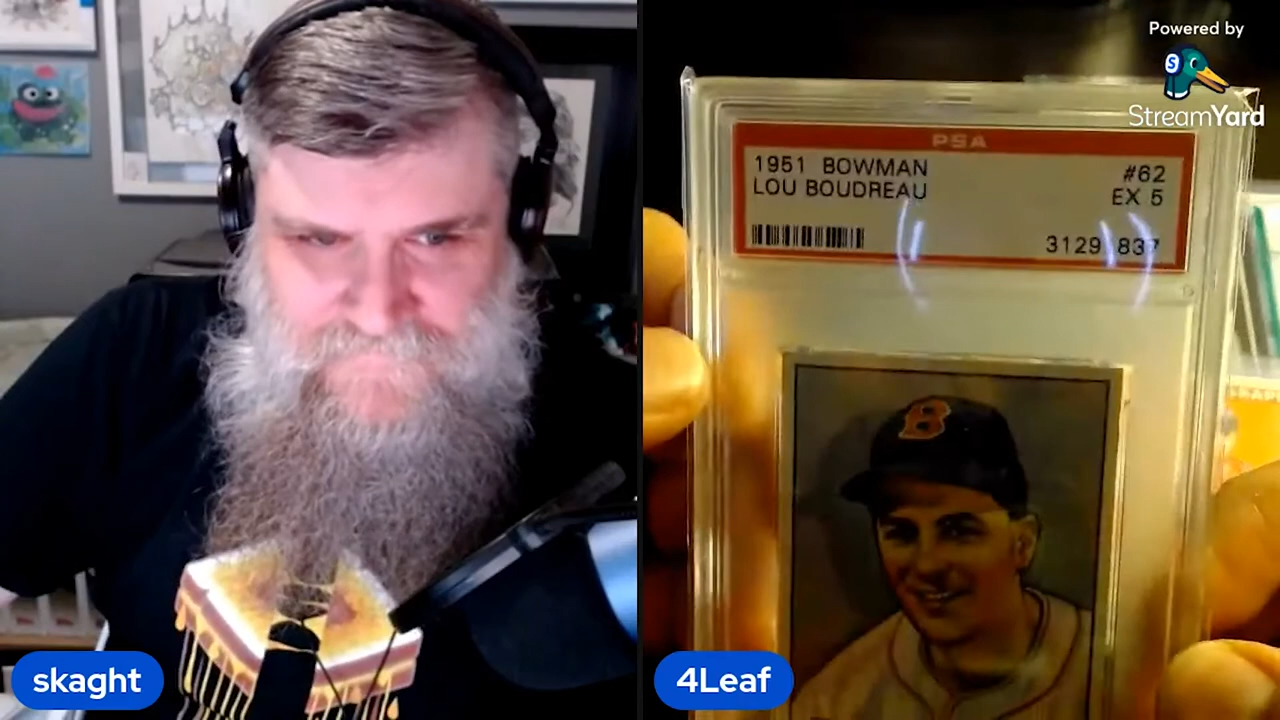 Powered by
StreamYard
PSA
1951 BOWMAN
#62
LOU BOUDREAU
EX 5
B
skaght
4Leaf